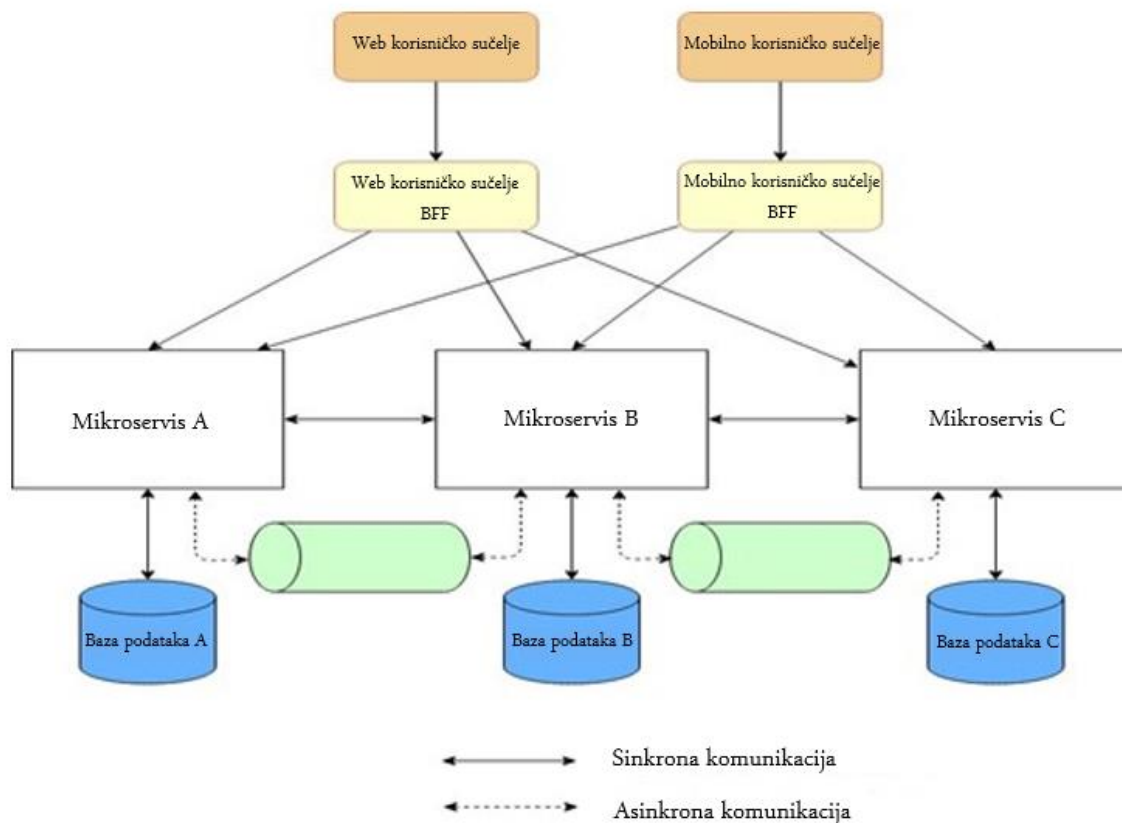 Web korisničko sučelje
Mobilno korisničko sučelje
Web korisničko sučelje
BFF
Mobilno korisničko sučelje
BFF
Mikroservis A
Mikroservis B
Mikroservis C
Baza podataka A
Baza podataka B
Baza podataka C
Sinkrona komunikacija
Asinkrona komunikacija